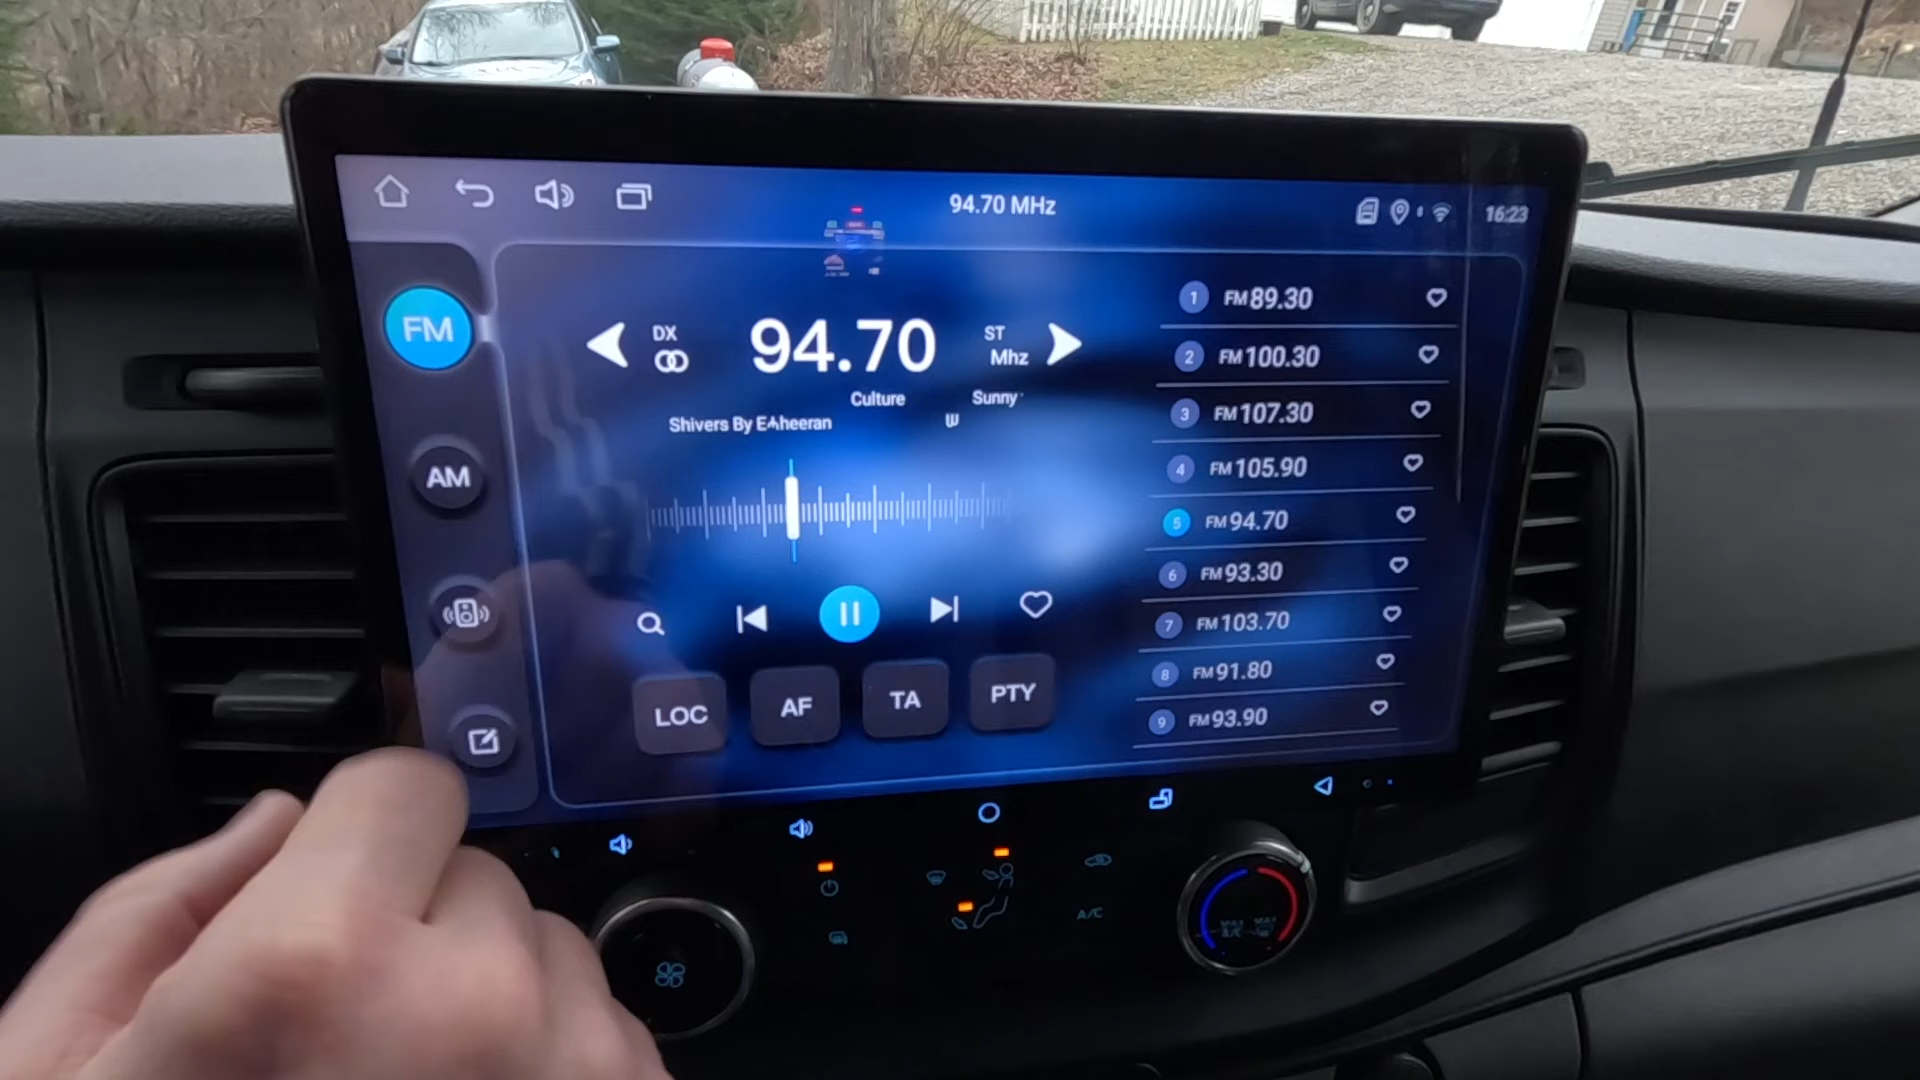 94.70 MHz
16:23
FM
AM
DX
94.70
ST
Mhz
Culture
Sunny
Shivers By
LOC
AF
TA
PTY
1 FM 89.30
2 FM 100.30
3 FM 107.30
4 FM 105.90
5 FM 94.70
6 FM 93.30
7 FM 103.70
8 FM 91.80
9 FM 93.90
A/C
MAX MAX
A/C